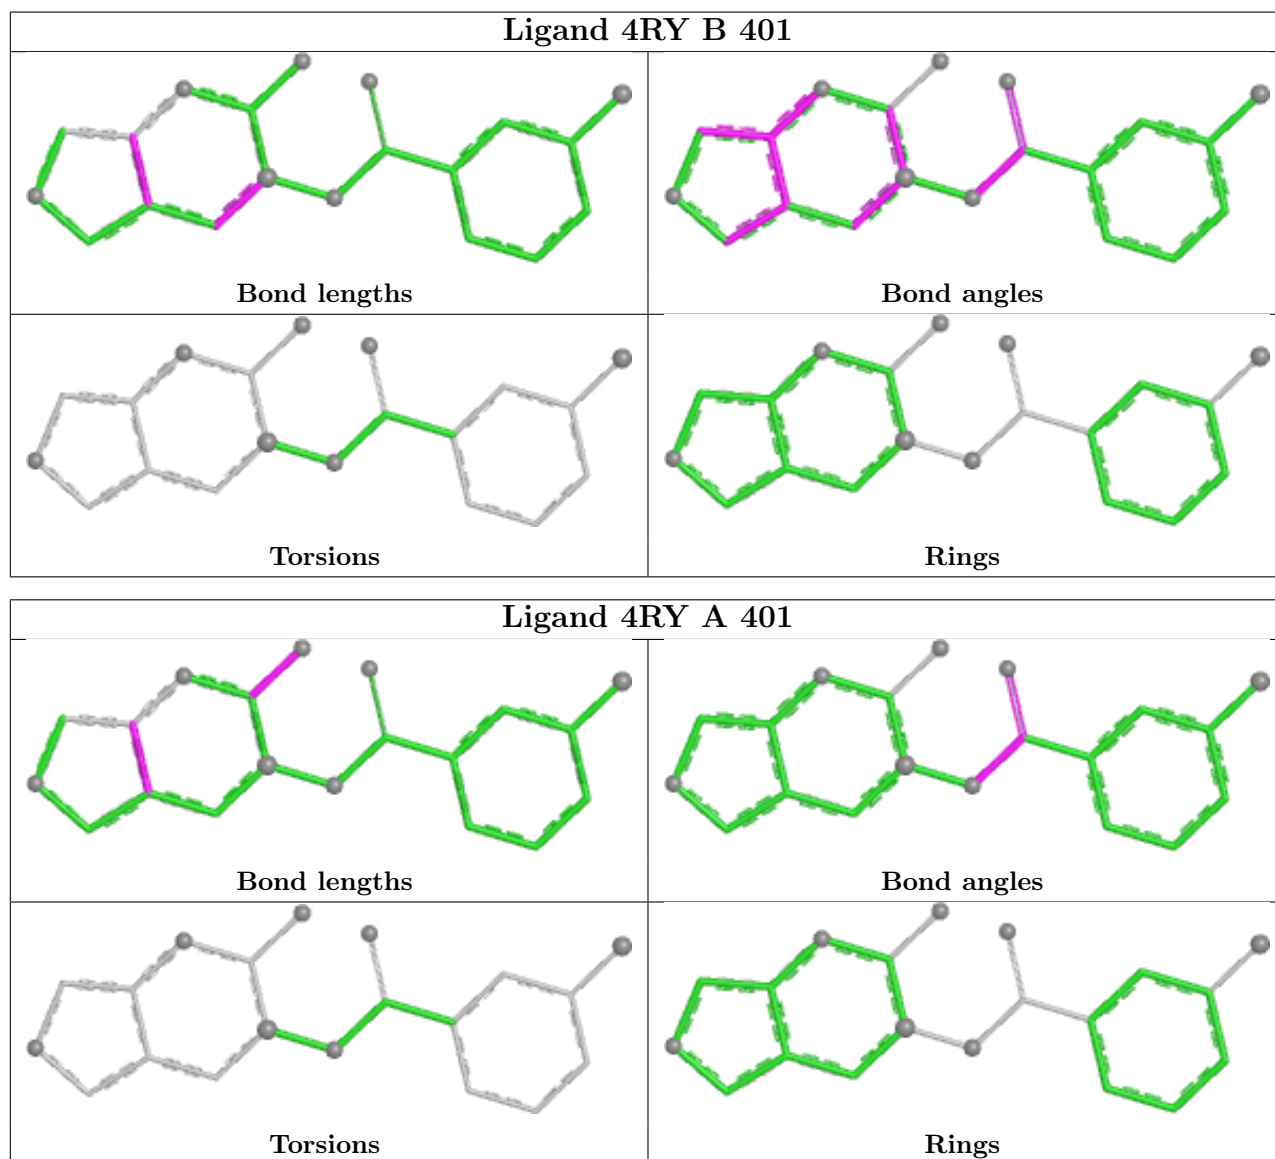 Ligand 4RY B 401
Bond lengths
Bond angles
Torsions
Rings
Ligand 4RY A 401
Bond lengths
Bond angles
Torsions
Rings